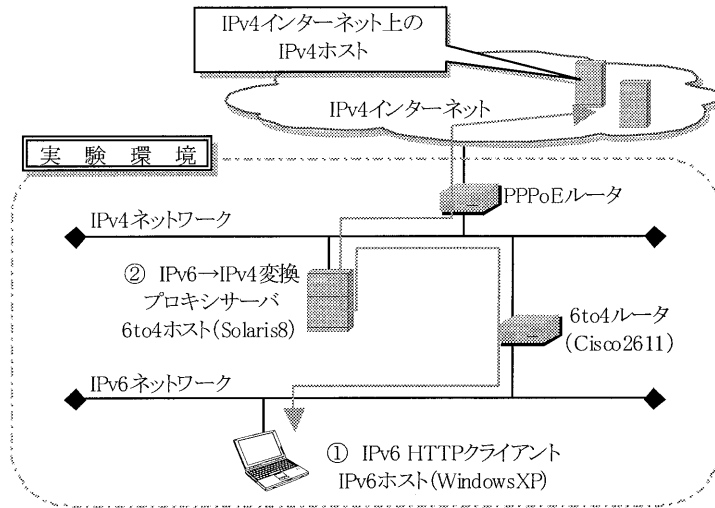 IPv4インターネット上の
IPv4ホスト
IPv4インターネット
実験環境
PPPoEルータ
IPv4ネットワーク
② IPv6→IPv4変換
プロキシサーバ
6to4ホスト(Solaris8)
6to4ルータ
(Cisco2611)
IPv6ネットワーク
① IPv6 HTTPクライアント
IPv6ホスト(WindowsXP)